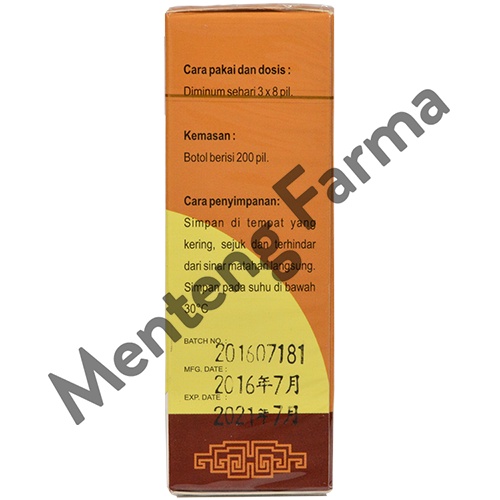 Cara pakai dan dosis :
Diminum sehari 3 x 8 pil.
Kemasan :
Botol berisi 200 pil.
Cara penyimpanan:
Simpan di tempat yang
kering, sejuk dan terhindar
dari sinar matahari langsung.
Simpan pada suhu di bawah
30°C
BATCH NO. :
201607181
MFG. DATE :
2016年7月
EXP. DATE :
2021年7月
Menteng Farma